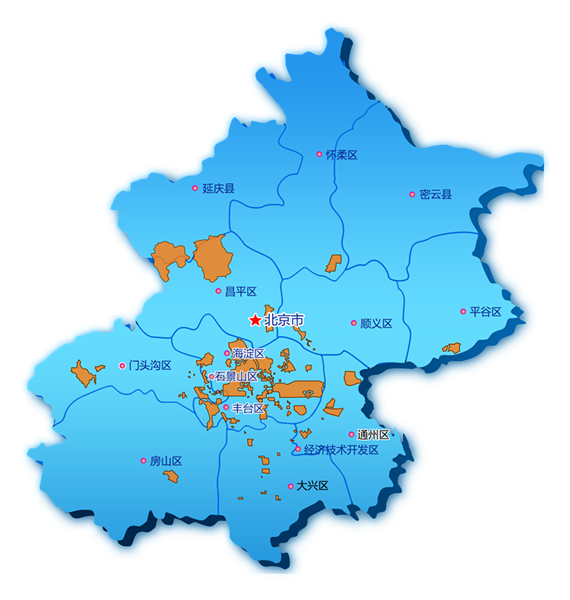 怀柔区
延庆县
密云县
昌平区
平谷区
北京市
顺义区
海淀区
门头沟区
石景山区
丰台区
通州区
经济技术开发区
房山区
大兴区